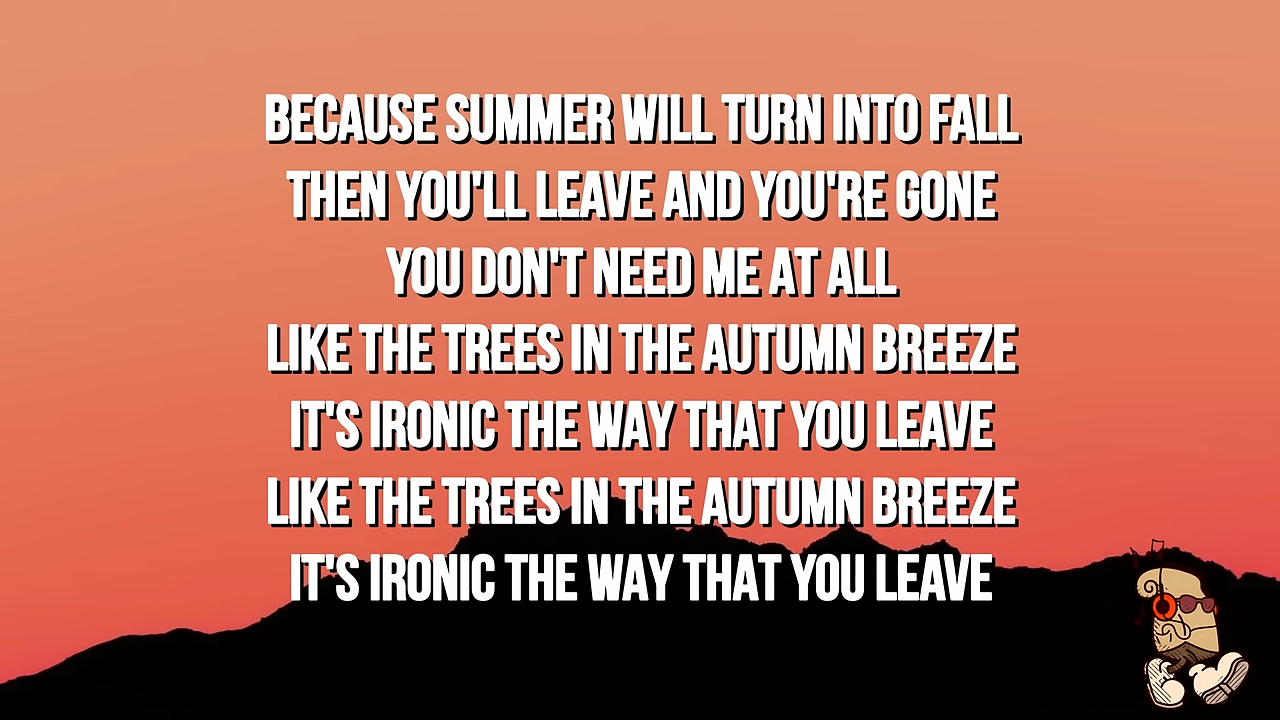 BECAUSE SUMMER WILL TURN INTO FALL
THEN YOU'LL LEAVE AND YOU'RE GONE
YOU DON'T NEED ME AT ALL
LIKE THE TREES IN THE AUTUMN BREEZE
IT'S IRONIC THE WAY THAT YOU LEAVE
LIKE THE TREES IN THE AUTUMN BREEZE
IT'S IRONIC THE WAY THAT YOU LEAVE